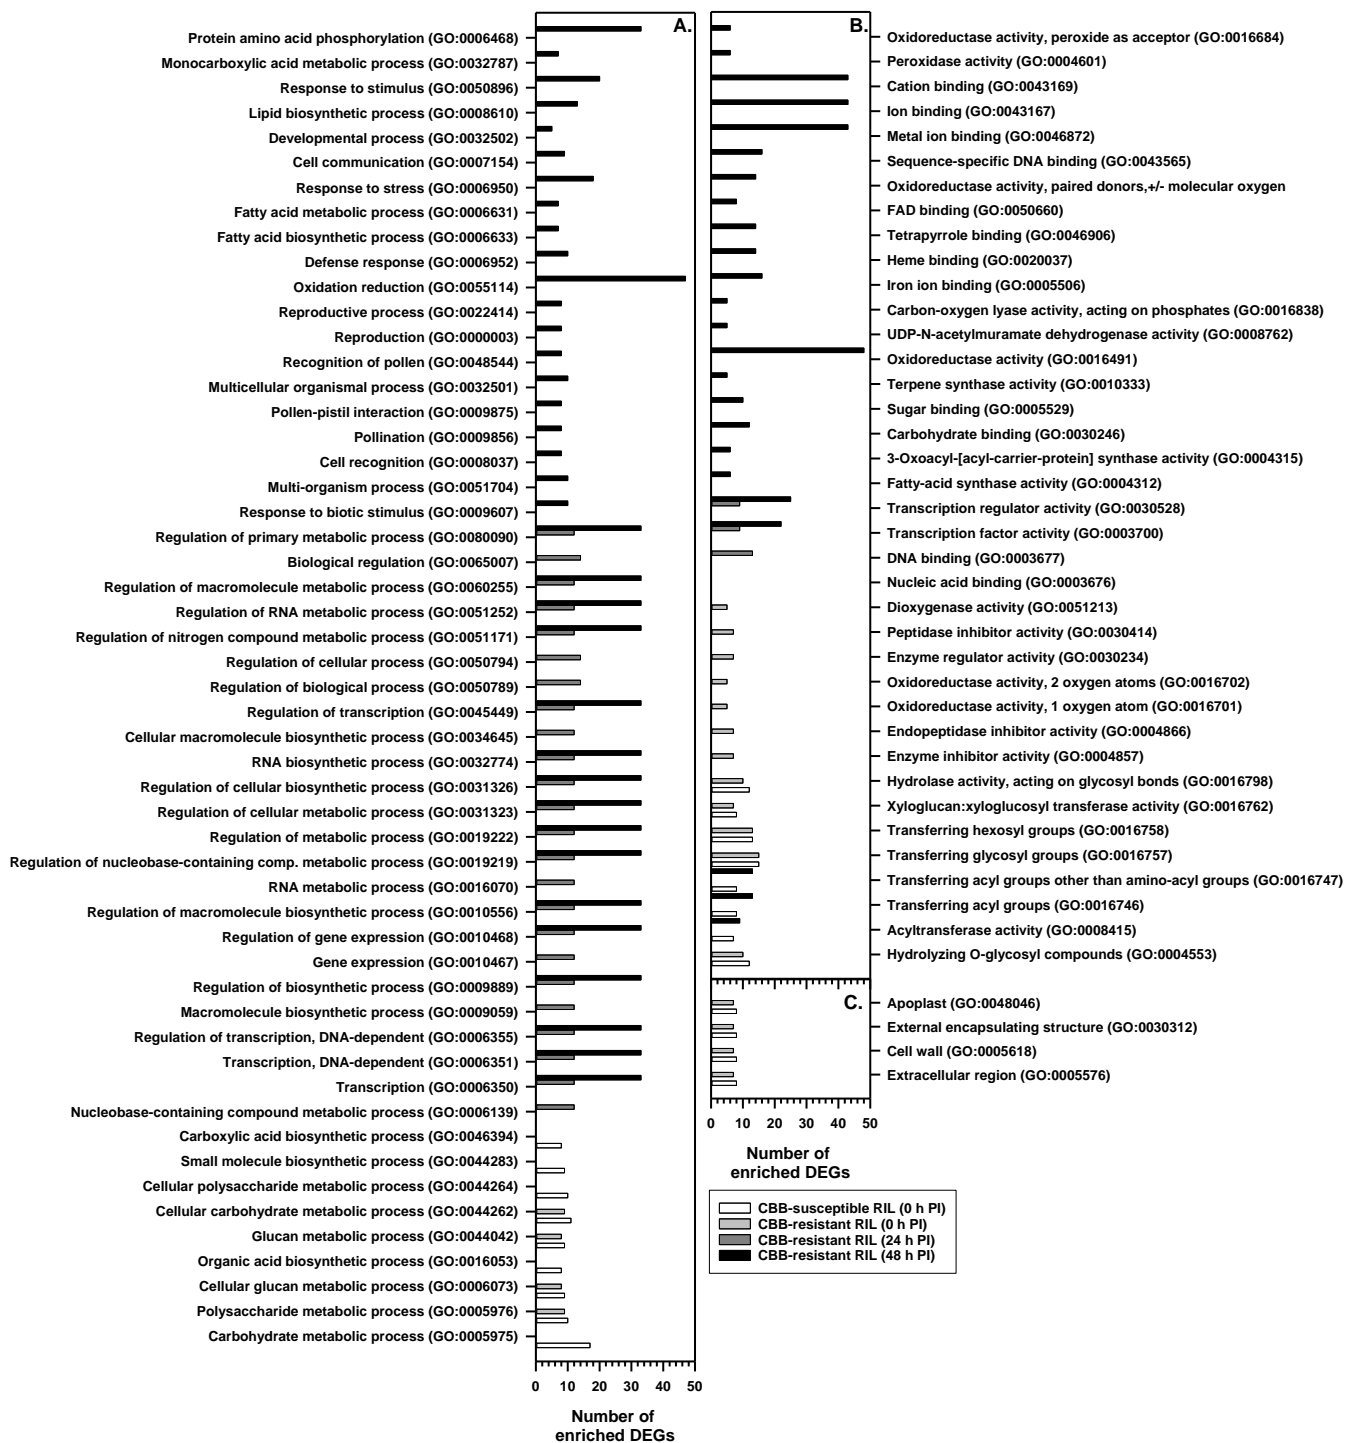 A.
Protein amino acid phosphorylation (GO:0006468)
Monocarboxylic acid metabolic process (GO:0032787)
Response to stimulus (GO:0050896)
Lipid biosynthetic process (GO:0008610)
Developmental process (GO:0032502)
Cell communication (GO:0007154)
Response to stress (GO:0006950)
Fatty acid metabolic process (GO:0006631)
Fatty acid biosynthetic process (GO:0006633)
Defense response (GO:0006952)
Oxidation reduction (GO:0055114)
Reproductive process (GO:0022414)
Reproduction (GO:0000003)
Recognition of pollen (GO:0048544)
Multicellular organismal process (GO:0032501)
Pollen-pistil interaction (GO:0009875)
Pollination (GO:0009856)
Cell recognition (GO:0008037)
Multi-organism process (GO:0051704)
Response to biotic stimulus (GO:0009607)
Regulation of primary metabolic process (GO:0080090)
Biological regulation (GO:0065007)
Regulation of macromolecule metabolic process (GO:0060255)
Regulation of RNA metabolic process (GO:0051252)
Regulation of nitrogen compound metabolic process (GO:0051171)
Regulation of cellular process (GO:0050794)
Regulation of biological process (GO:0050789)
Regulation of transcription (GO:0045449)
Cellular macromolecule biosynthetic process (GO:0034645)
RNA biosynthetic process (GO:0032774)
Regulation of cellular biosynthetic process (GO:0031326)
Regulation of cellular metabolic process (GO:0031323)
Regulation of metabolic process (GO:0019222)
Regulation of nucleobase-containing comp. metabolic process (GO:0019219)
RNA metabolic process (GO:0016070)
Regulation of macromolecule biosynthetic process (GO:0010556)
Regulation of gene expression (GO:0010468)
Gene expression (GO:0010467)
Regulation of biosynthetic process (GO:0009889)
Macromolecule biosynthetic process (GO:0009059)
Regulation of transcription, DNA-dependent (GO:0006355)
Transcription, DNA-dependent (GO:0006351)
Transcription (GO:0006350)
Nucleobase-containing compound metabolic process (GO:0006139)
Carboxylic acid biosynthetic process (GO:0046394)
Small molecule biosynthetic process (GO:0044283)
Cellular polysaccharide metabolic process (GO:0044264)
Cellular carbohydrate metabolic process (GO:0044262)
Glucan metabolic process (GO:0044042)
Organic acid biosynthetic process (GO:0016053)
Cellular glucan metabolic process (GO:0006073)
Polysaccharide metabolic process (GO:0005976)
Carbohydrate metabolic process (GO:0005975)
0 10 20 30 40 50
Number of
enriched DEGs
B.
Oxidoreductase activity, peroxide as acceptor (GO:0016684)
Peroxidase activity (GO:0004601)
Cation binding (GO:0043169)
Ion binding (GO:0043167)
Metal ion binding (GO:0046872)
Sequence-specific DNA binding (GO:0043565)
Oxidoreductase activity, paired donors,+/- molecular oxygen
FAD binding (GO:0050660)
Tetrapyrrole binding (GO:0046906)
Heme binding (GO:0020037)
Iron ion binding (GO:0005506)
Carbon-oxygen lyase activity, acting on phosphates (GO:0016838)
UDP-N-acetylmuramate dehydrogenase activity (GO:0008762)
Oxidoreductase activity (GO:0016491)
Terpene synthase activity (GO:0010333)
Sugar binding (GO:0005529)
Carbohydrate binding (GO:0030246)
3-Oxoacyl-[acyl-carrier-protein] synthase activity (GO:0004315)
Fatty-acid synthase activity (GO:0004312)
Transcription regulator activity (GO:0030528)
Transcription factor activity (GO:0003700)
DNA binding (GO:0003677)
Nucleic acid binding (GO:0003676)
Dioxygenase activity (GO:0051213)
Peptidase inhibitor activity (GO:0030414)
Enzyme regulator activity (GO:0030234)
Oxidoreductase activity, 2 oxygen atoms (GO:0016702)
Oxidoreductase activity, 1 oxygen atom (GO:0016701)
Endopeptidase inhibitor activity (GO:0004866)
Enzyme inhibitor activity (GO:0004857)
Hydrolase activity, acting on glycosyl bonds (GO:0016798)
Xyloglucan:xyloglucosyl transferase activity (GO:0016762)
Transferring hexosyl groups (GO:0016758)
Transferring glycosyl groups (GO:0016757)
Transferring acyl groups other than amino-acyl groups (GO:0016747)
Transferring acyl groups (GO:0016746)
Acyltransferase activity (GO:0008415)
Hydrolyzing O-glycosyl compounds (GO:0004553)
C.
Apoplast (GO:0048046)
External encapsulating structure (GO:0030312)
Cell wall (GO:0005618)
Extracellular region (GO:0005576)
0 10 20 30 40 50
Number of
enriched DEGs
CBB-susceptible RIL (0 h PI)
CBB-resistant RIL (0 h PI)
CBB-resistant RIL (24 h PI)
CBB-resistant RIL (48 h PI)